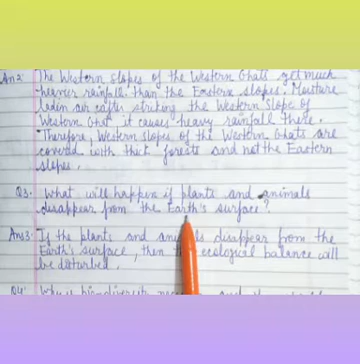 Ans 2: The Western slopes of the Western Ghats get much
heavier rainfall than the Eastern slopes. Moisture
laden air after striking the Western Slope of
Western Ghat it causes heavy rainfall there.
Therefore, Western slopes of the Western Ghats are
covered with thick forests and not the Eastern
slopes.
Q3. What will happen if plants and animals
disappear from the Earth's surface?
Ans 3: If the plants and disappear from the
Earth's surface, then ecological balance will
be disturbed.
Q4.